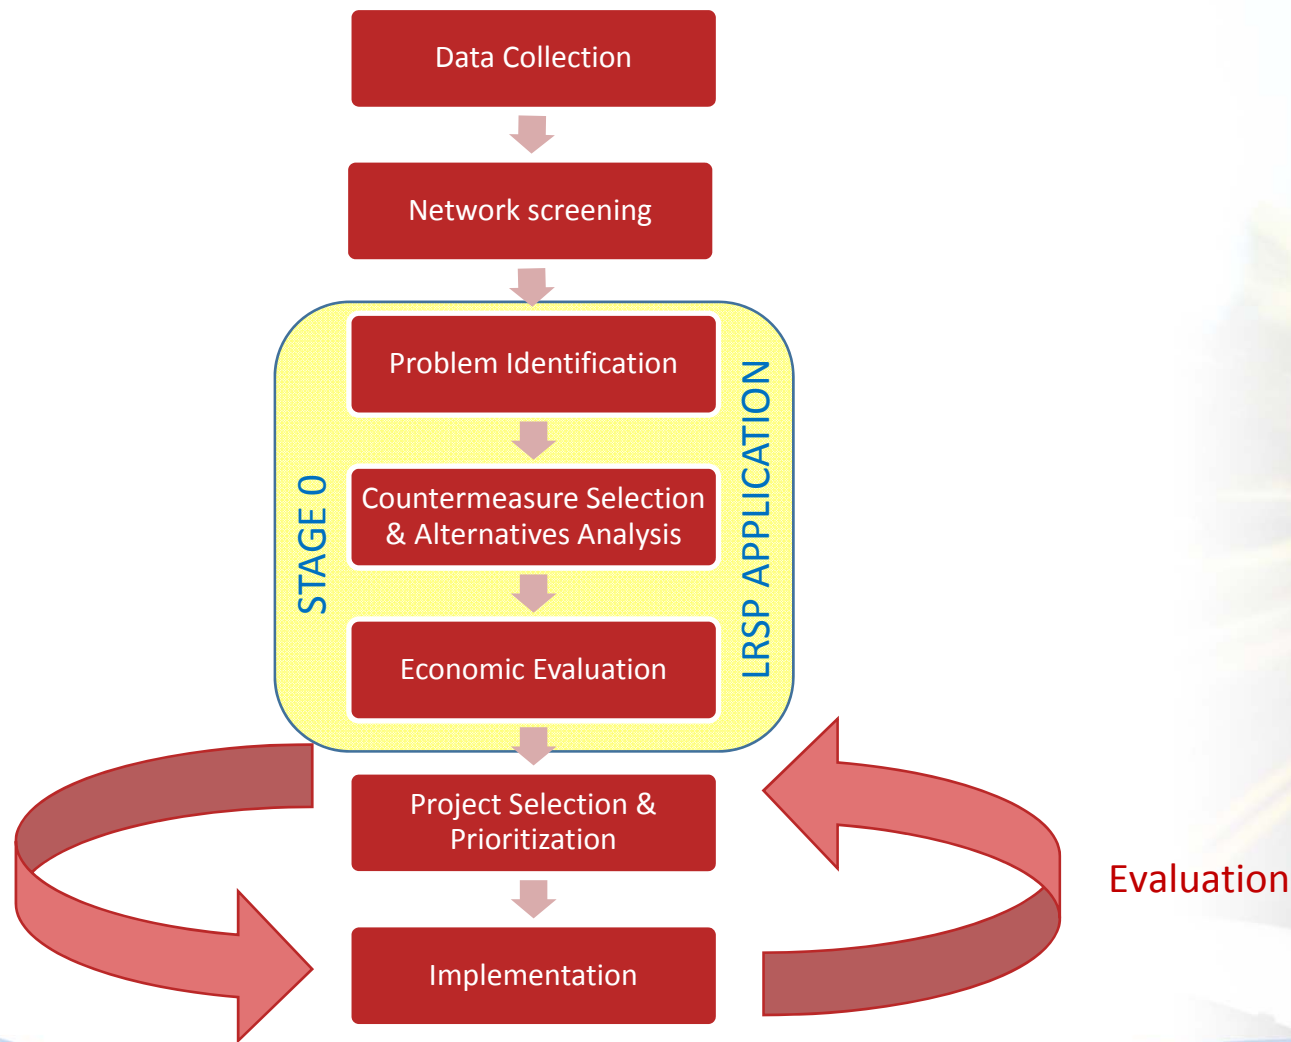 Data Collection
Network screening
Problem Identification
STAGE 0
LRSP APPLICATION
Countermeasure Selection
& Alternatives Analysis
Economic Evaluation
Project Selection &
Prioritization
Evaluation
Implementation